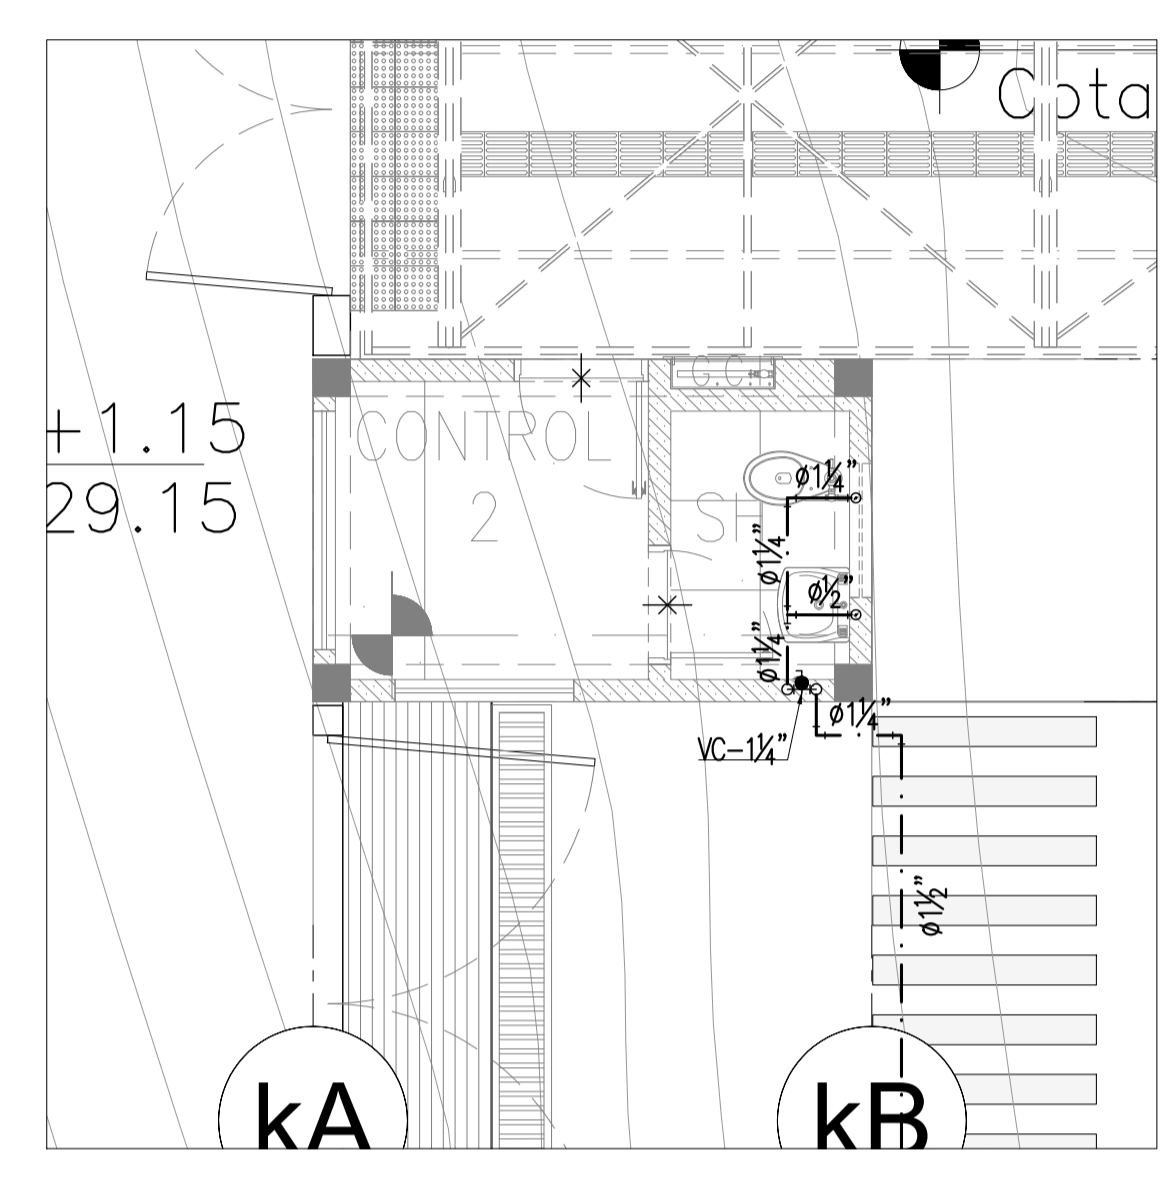 Cota
+1.15
29.15
GCI
CONTROL
2
SH
ø1¼"
ø1¼"
ø½"
ø1¼"
ø1¼"
VC-1¼"
ø1½"
kA
kB